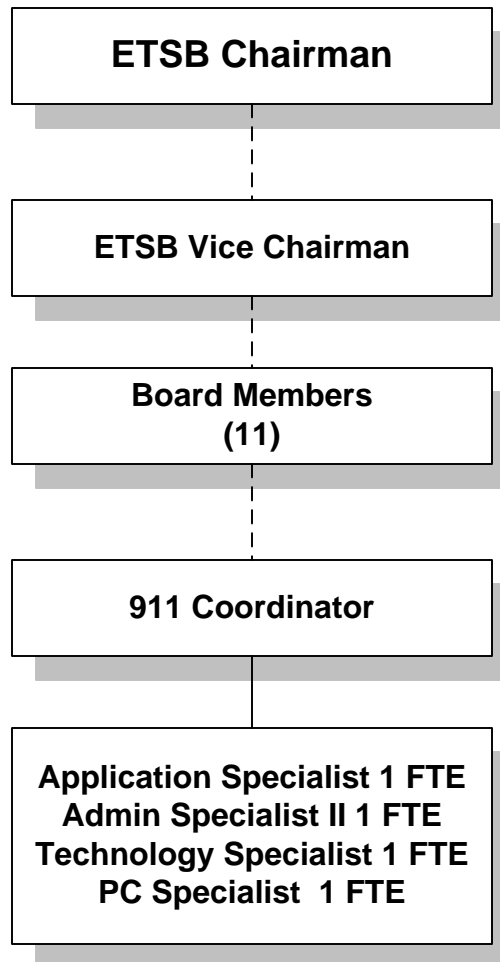 ETSB Chairman
ETSB Vice Chairman
Board Members
(11)
911 Coordinator
Application Specialist 1 FTE
Admin Specialist II 1 FTE
Technology Specialist 1 FTE
PC Specialist  1 FTE